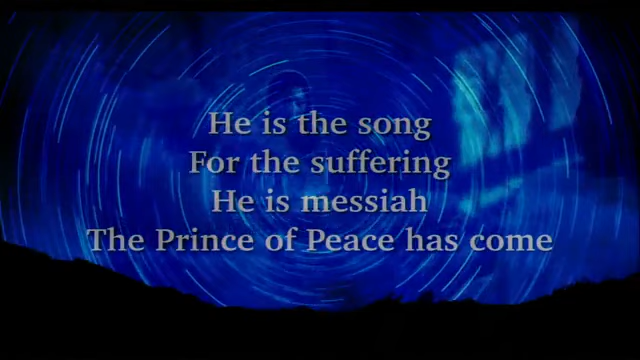 He is the song
For the suffering
He is messiah
The Prince of Peace has come